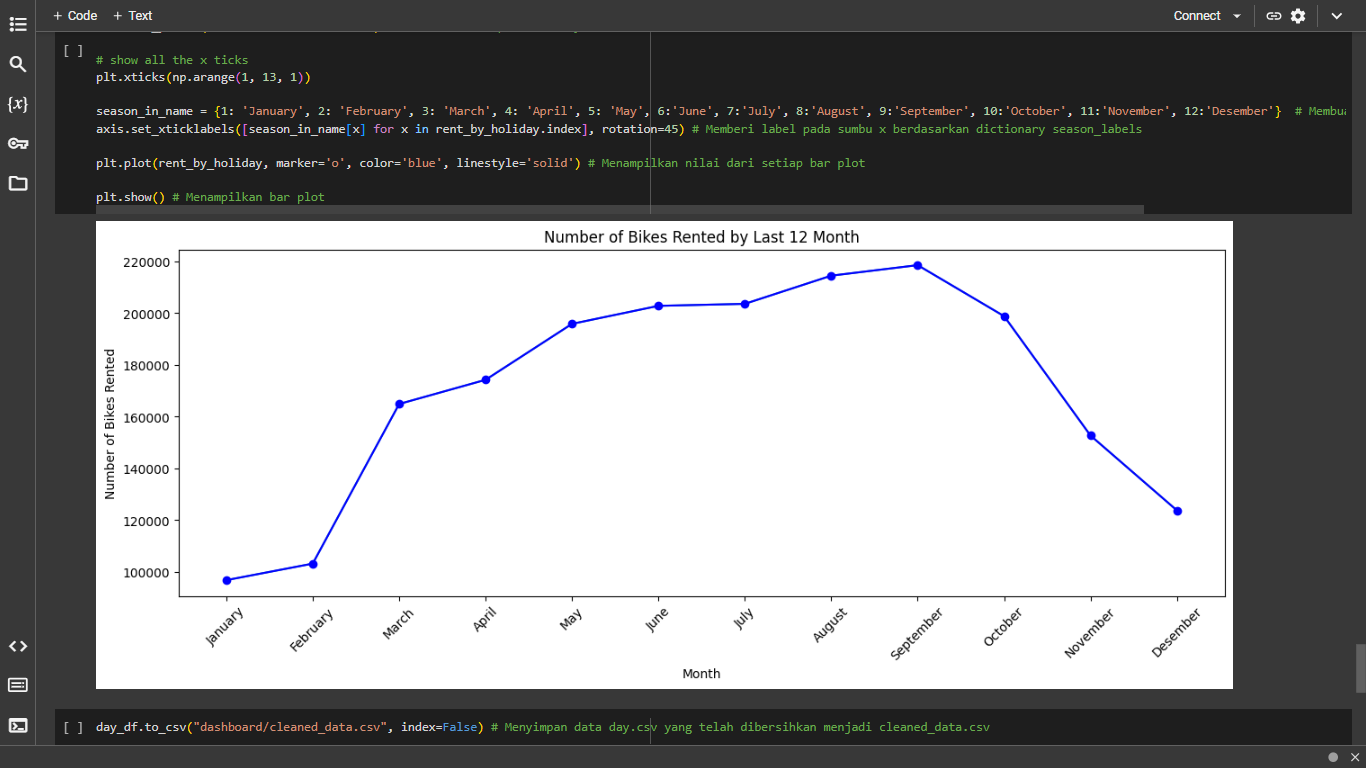 + Code + Text Connect
[ ]
# show all the x ticks
plt.xticks(np.arange(1, 13, 1))
season_in_name = {1: 'January', 2: 'February', 3: 'March', 4: 'April', 5: 'May', 6:'June', 7:'July', 8:'August', 9:'September', 10:'October', 11:'November', 12:'Desember'} # Membua
axis.set_xticklabels([season_in_name[x] for x in rent_by_holiday.index], rotation=45) # Memberi label pada sumbu x berdasarkan dictionary season_labels
plt.plot(rent_by_holiday, marker='o', color='blue', linestyle='solid') # Menampilkan nilai dari setiap bar plot
plt.show() # Menampilkan bar plot
Number of Bikes Rented by Last 12 Month
Number of Bikes Rented
220000
200000
180000
160000
140000
120000
100000
January February March April May June July August September October November Desember
Month
[ ] day_df.to_csv("dashboard/cleaned_data.csv", index=False) # Menyimpan data day.csv yang telah dibersihkan menjadi cleaned_data.csv